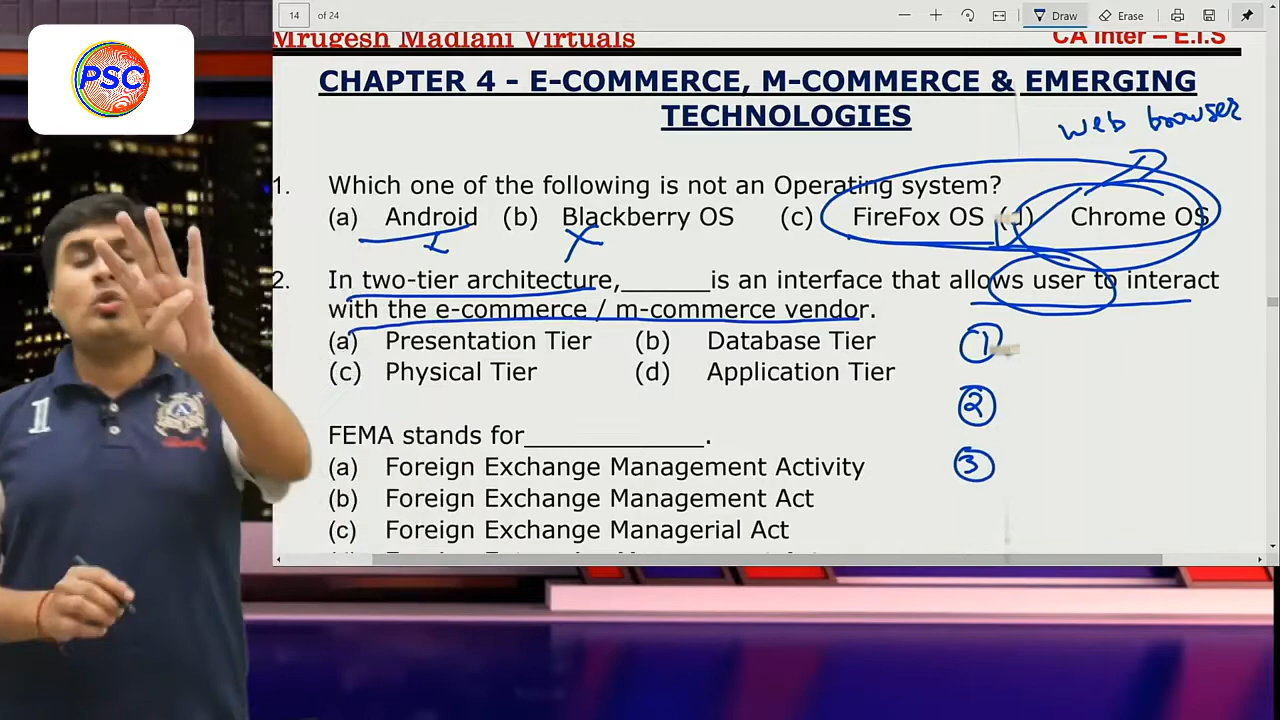 14 of 24
Draw
Erase
PSC
Mrugesh Madlani Virtuals
CA Inter – E.I.S
CHAPTER 4 - E-COMMERCE, M-COMMERCE & EMERGING
TECHNOLOGIES
web browser
1. Which one of the following is not an Operating system?
(a) Android (b) Blackberry OS (c) FireFox OS (d) Chrome OS
2. In two-tier architecture,______is an interface that allows user to interact
with the e-commerce / m-commerce vendor.
(a) Presentation Tier (b) Database Tier
(c) Physical Tier (d) Application Tier
1
2
3
FEMA stands for____________.
(a) Foreign Exchange Management Activity
(b) Foreign Exchange Management Act
(c) Foreign Exchange Managerial Act
1
A